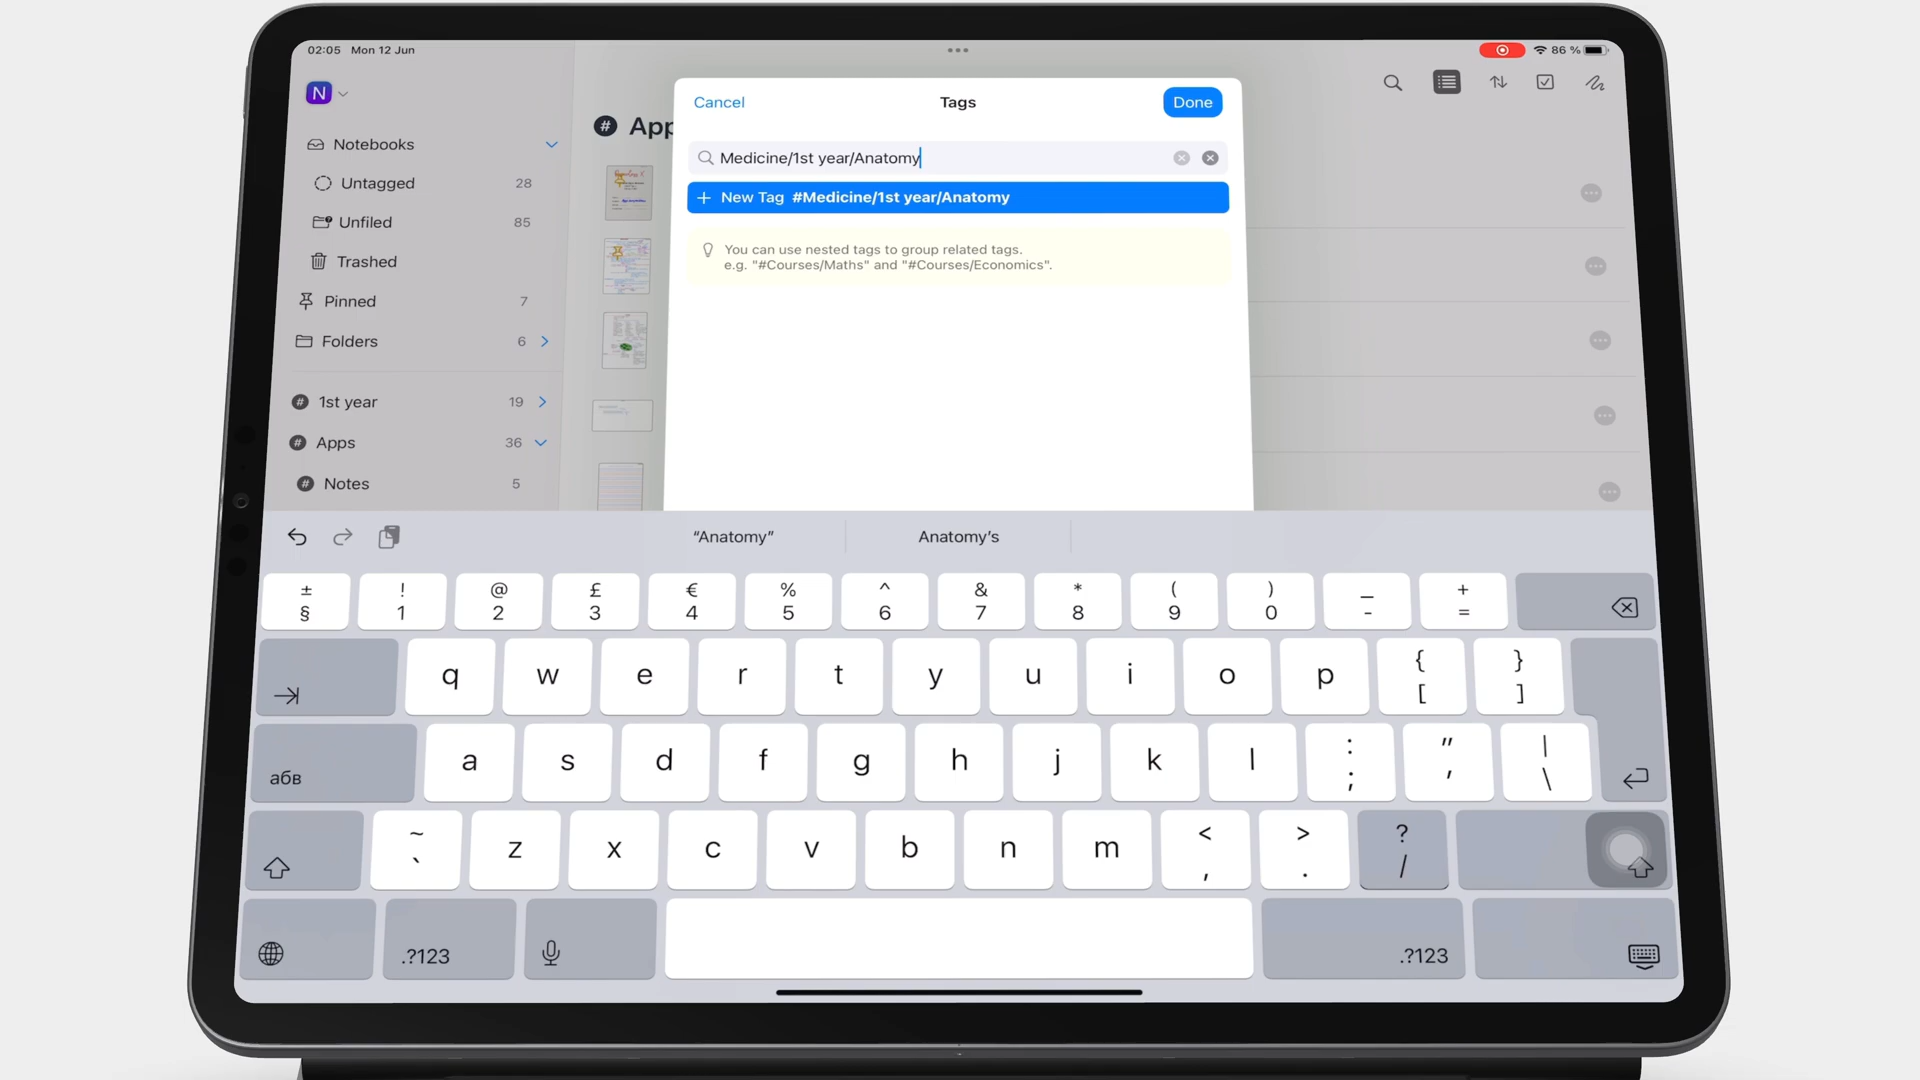 02:05 Mon 12 Jun
86 %
N
Notebooks
Untagged 28
Unfiled 85
Trashed
Pinned 7
Folders 6
# 1st year 19
# Apps 36
# Notes 5
# App
Cancel
Tags
Done
Medicine/1st year/Anatomy
+ New Tag #Medicine/1st year/Anatomy
You can use nested tags to group related tags.
e.g. "#Courses/Maths" and "#Courses/Economics".
“Anatomy”
Anatomy’s
± ! @ £ € % ^ & * ( ) _ +
§ 1 2 3 4 5 6 7 8 9 0 - =
q w e r t y u i o p { [ } ]
абв a s d f g h j k l : ; " ' | \
~ ` z x c v b n m < , > . ? /
.?123 .?123